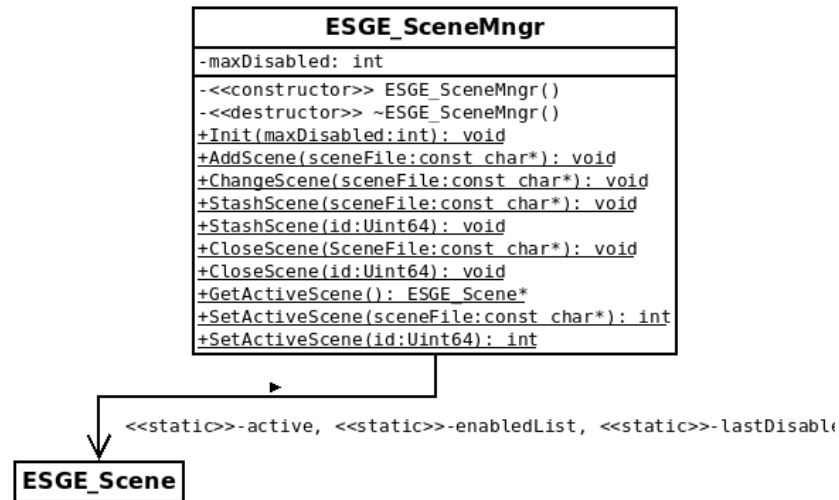 ESGE_SceneMngr
-maxDisabled: int
-<<constructor>> ESGE_SceneMngr()
-<<destructor>> ~ESGE_SceneMngr()
+Init(maxDisabled:int): void
+AddScene(sceneFile:const char*): void
+ChangeScene(sceneFile:const char*): void
+StashScene(sceneFile:const char*): void
+StashScene(id:Uint64): void
+CloseScene(SceneFile:const char*): void
+CloseScene(id:Uint64): void
+GetActiveScene(): ESGE_Scene*
+SetActiveScene(sceneFile:const char*): int
+SetActiveScene(id:Uint64): int
<<static>>-active, <<static>>-enabledList, <<static>>-lastDisable
ESGE_Scene